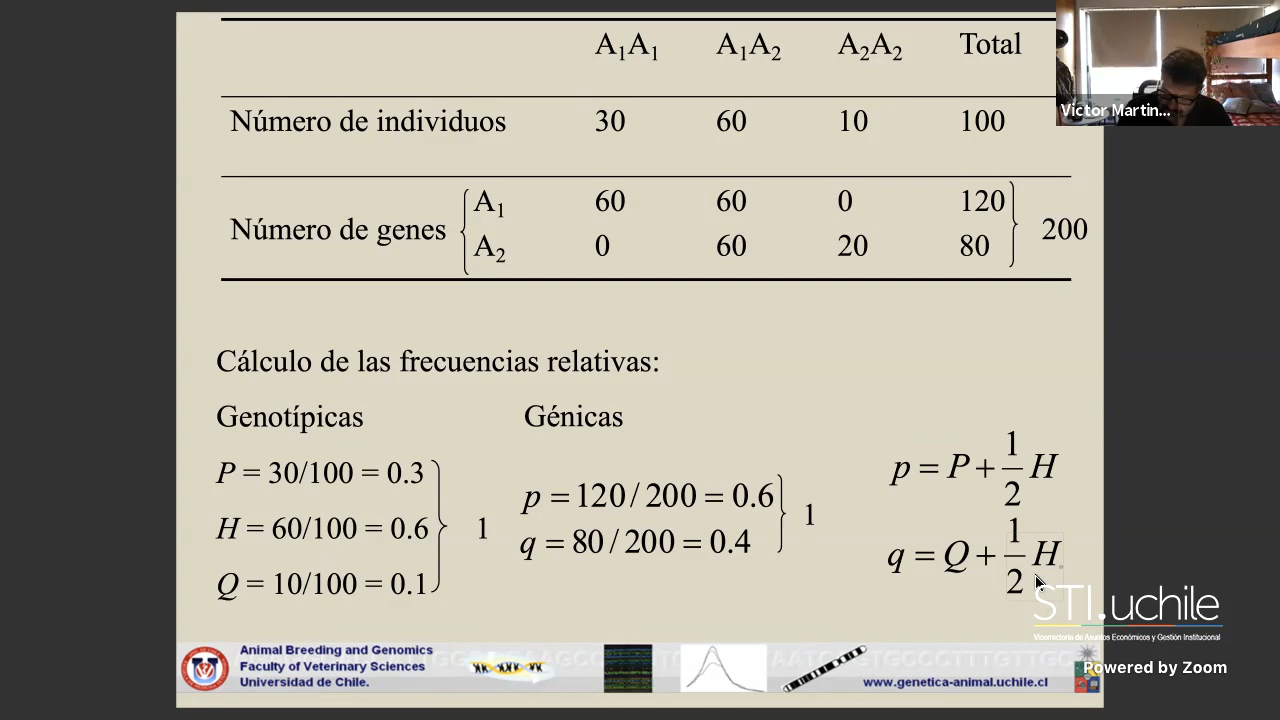 A₁A₁ A₁A₂ A₂A₂ Total
Victor Martin...
Número de individuos 30 60 10 100
Número de genes
A₁ 60 60 0 120
A₂ 0 60 20 80
200
Cálculo de las frecuencias relativas:
Genotípicas
P = 30/100 = 0.3
H = 60/100 = 0.6
Q = 10/100 = 0.1
1
Génicas
p = 120 / 200 = 0.6
q = 80 / 200 = 0.4
1
p = P + 1/2 H
q = Q + 1/2 H
STI.uchile
Vicerrectoría de Asuntos Económicos y Gestión Institucional
Powered by Zoom
Animal Breeding and Genomics
Faculty of Veterinary Sciences
Universidad de Chile.
www.genetica-animal.uchile.cl